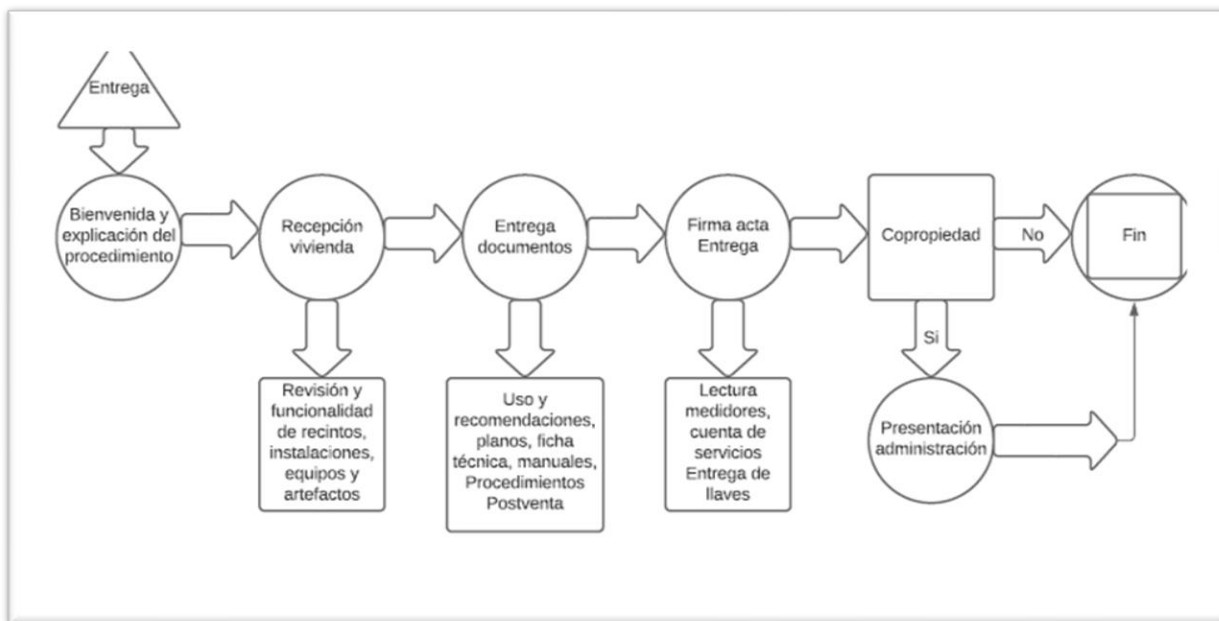 Entrega
Bienvenida y
explicación del
procedimiento
Recepción
vivienda
Entrega
documentos
Firma acta
Entrega
Copropiedad
No
Fin
Si
Revisión y
funcionalidad
de recintos,
instalaciones,
equipos y
artefactos
Uso y
recomendaciones,
planos, ficha
técnica, manuales,
Procedimientos
Postventa
Lectura
medidores,
cuenta de
servicios
Entrega de
llaves
Presentación
administración